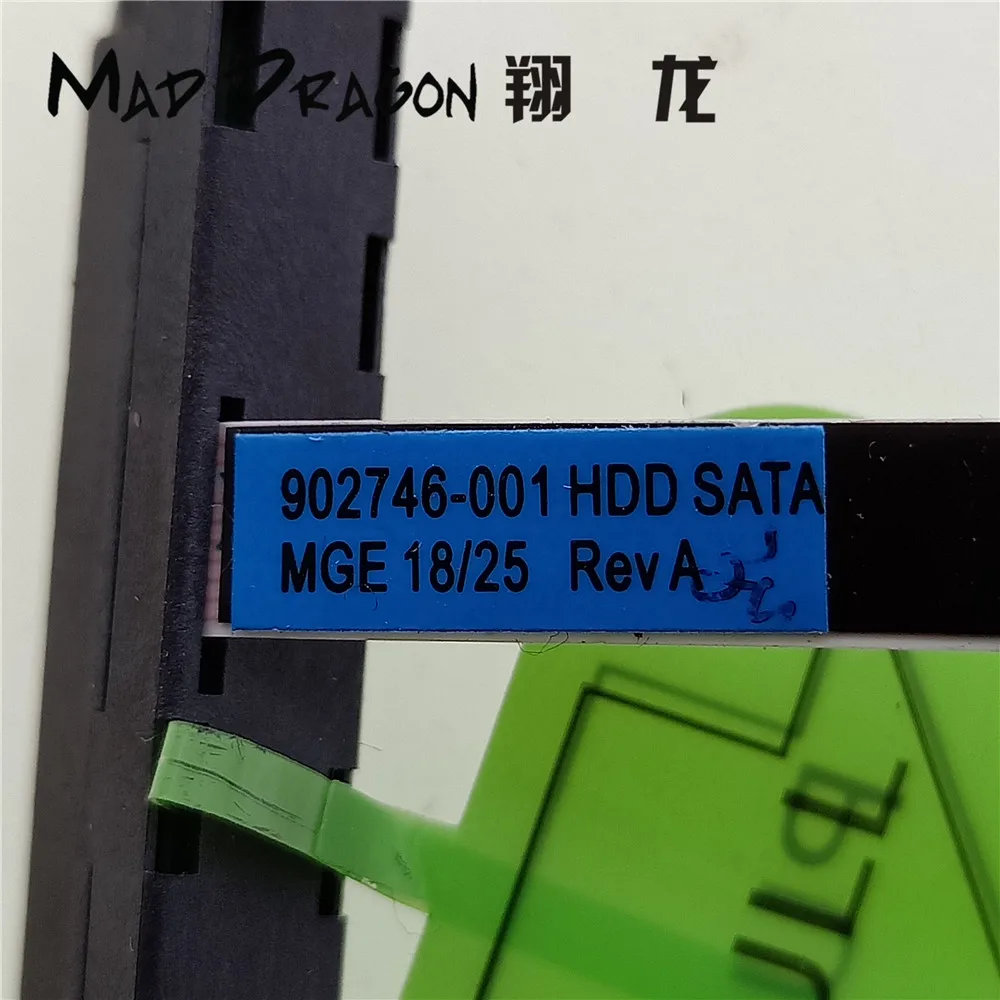 MAD DRAGON 翔 龙
902746-001 HDD SATA
MGE 18/25 Rev A